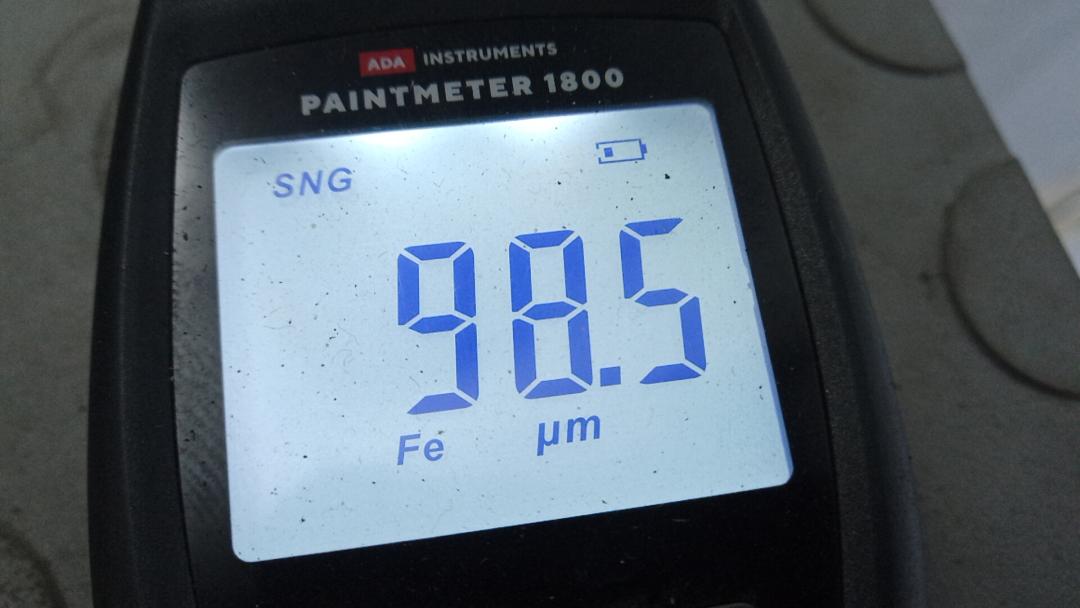 ADA INSTRUMENTS
PAINTMETER 1800
SNG
98.5
Fe µm